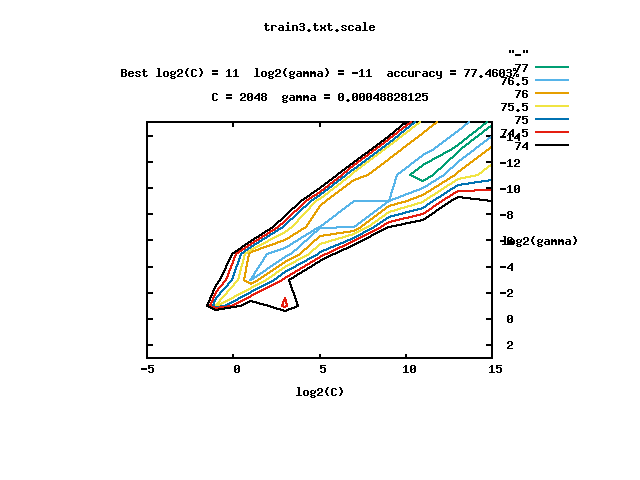 train3.txt.scale
"-"
Best log2(C) = 11 log2(gamma) = -11 accuracy = 77.4603%
77
76.5
C = 2048 gamma = 0.00048828125
76
75.5
75
74.5
74
-14
-12
-10
-8
-6
log2(gamma)
-4
-2
0
2
-5 0 5 10 15
log2(C)